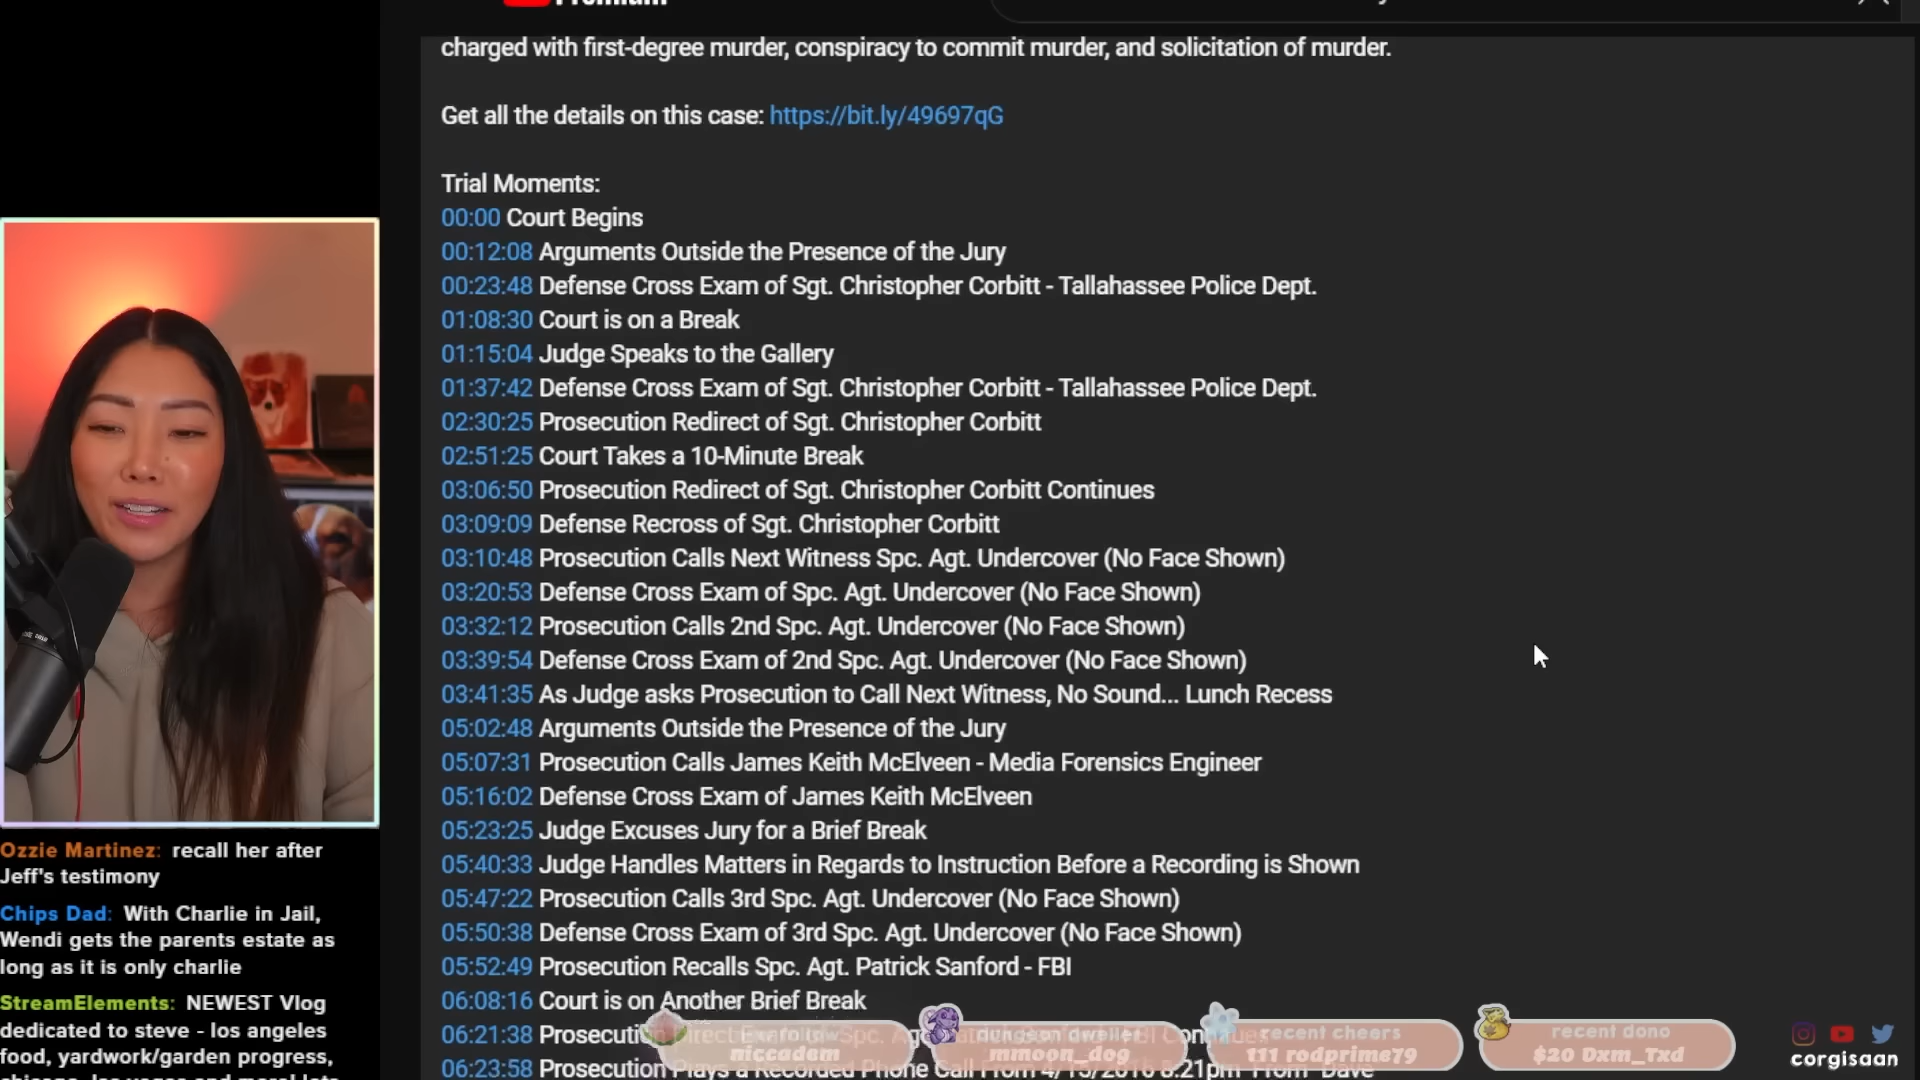 Premium
charged with first-degree murder, conspiracy to commit murder, and solicitation of murder.
Get all the details on this case: https://bit.ly/49697qG
Trial Moments:
00:00 Court Begins
00:12:08 Arguments Outside the Presence of the Jury
00:23:48 Defense Cross Exam of Sgt. Christopher Corbitt - Tallahassee Police Dept.
01:08:30 Court is on a Break
01:15:04 Judge Speaks to the Gallery
01:37:42 Defense Cross Exam of Sgt. Christopher Corbitt - Tallahassee Police Dept.
02:30:25 Prosecution Redirect of Sgt. Christopher Corbitt
02:51:25 Court Takes a 10-Minute Break
03:06:50 Prosecution Redirect of Sgt. Christopher Corbitt Continues
03:09:09 Defense Recross of Sgt. Christopher Corbitt
03:10:48 Prosecution Calls Next Witness Spc. Agt. Undercover (No Face Shown)
03:20:53 Defense Cross Exam of Spc. Agt. Undercover (No Face Shown)
03:32:12 Prosecution Calls 2nd Spc. Agt. Undercover (No Face Shown)
03:39:54 Defense Cross Exam of 2nd Spc. Agt. Undercover (No Face Shown)
03:41:35 As Judge asks Prosecution to Call Next Witness, No Sound... Lunch Recess
05:02:48 Arguments Outside the Presence of the Jury
05:07:31 Prosecution Calls James Keith McElveen - Media Forensics Engineer
05:16:02 Defense Cross Exam of James Keith McElveen
05:23:25 Judge Excuses Jury for a Brief Break
05:40:33 Judge Handles Matters in Regards to Instruction Before a Recording is Shown
05:47:22 Prosecution Calls 3rd Spc. Agt. Undercover (No Face Shown)
05:50:38 Defense Cross Exam of 3rd Spc. Agt. Undercover (No Face Shown)
05:52:49 Prosecution Recalls Spc. Agt. Patrick Sanford - FBI
06:08:16 Court is on Another Brief Break
06:21:38
06:23:58 Prosecution Plays a Recorded Phone Call From 4/
8:21pm From "Dave
Ozzie Martinez: recall her after
Jeff's testimony
Chips Dad: With Charlie in Jail,
Wendi gets the parents estate as
long as it is only charlie
StreamElements: NEWEST Vlog
dedicated to steve - los angeles
food, yardwork/garden progress,
niccadem
dungeon dweller
mmoon_dog
recent cheers
111 rodprime79
recent dono
$20 Dxm_Txd
corgisaan